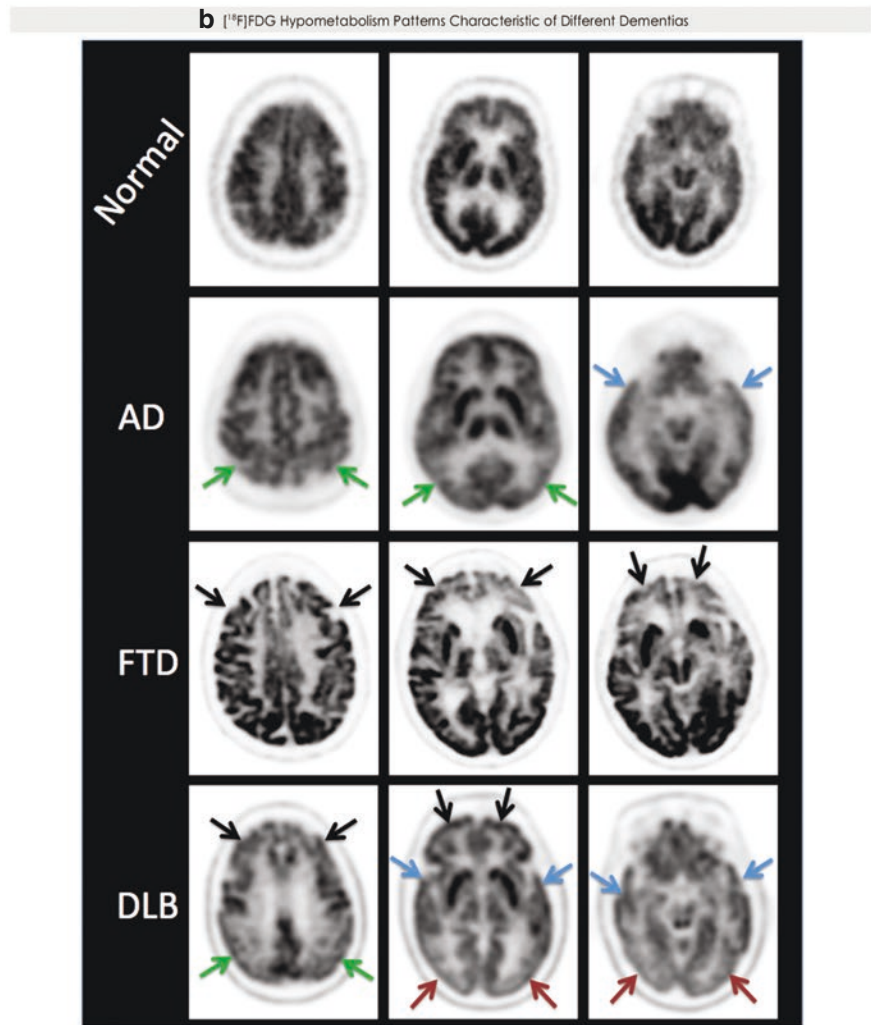 b [¹⁸F]FDG Hypometabolism Patterns Characteristic of Different Dementias
Normal
AD
FTD
DLB